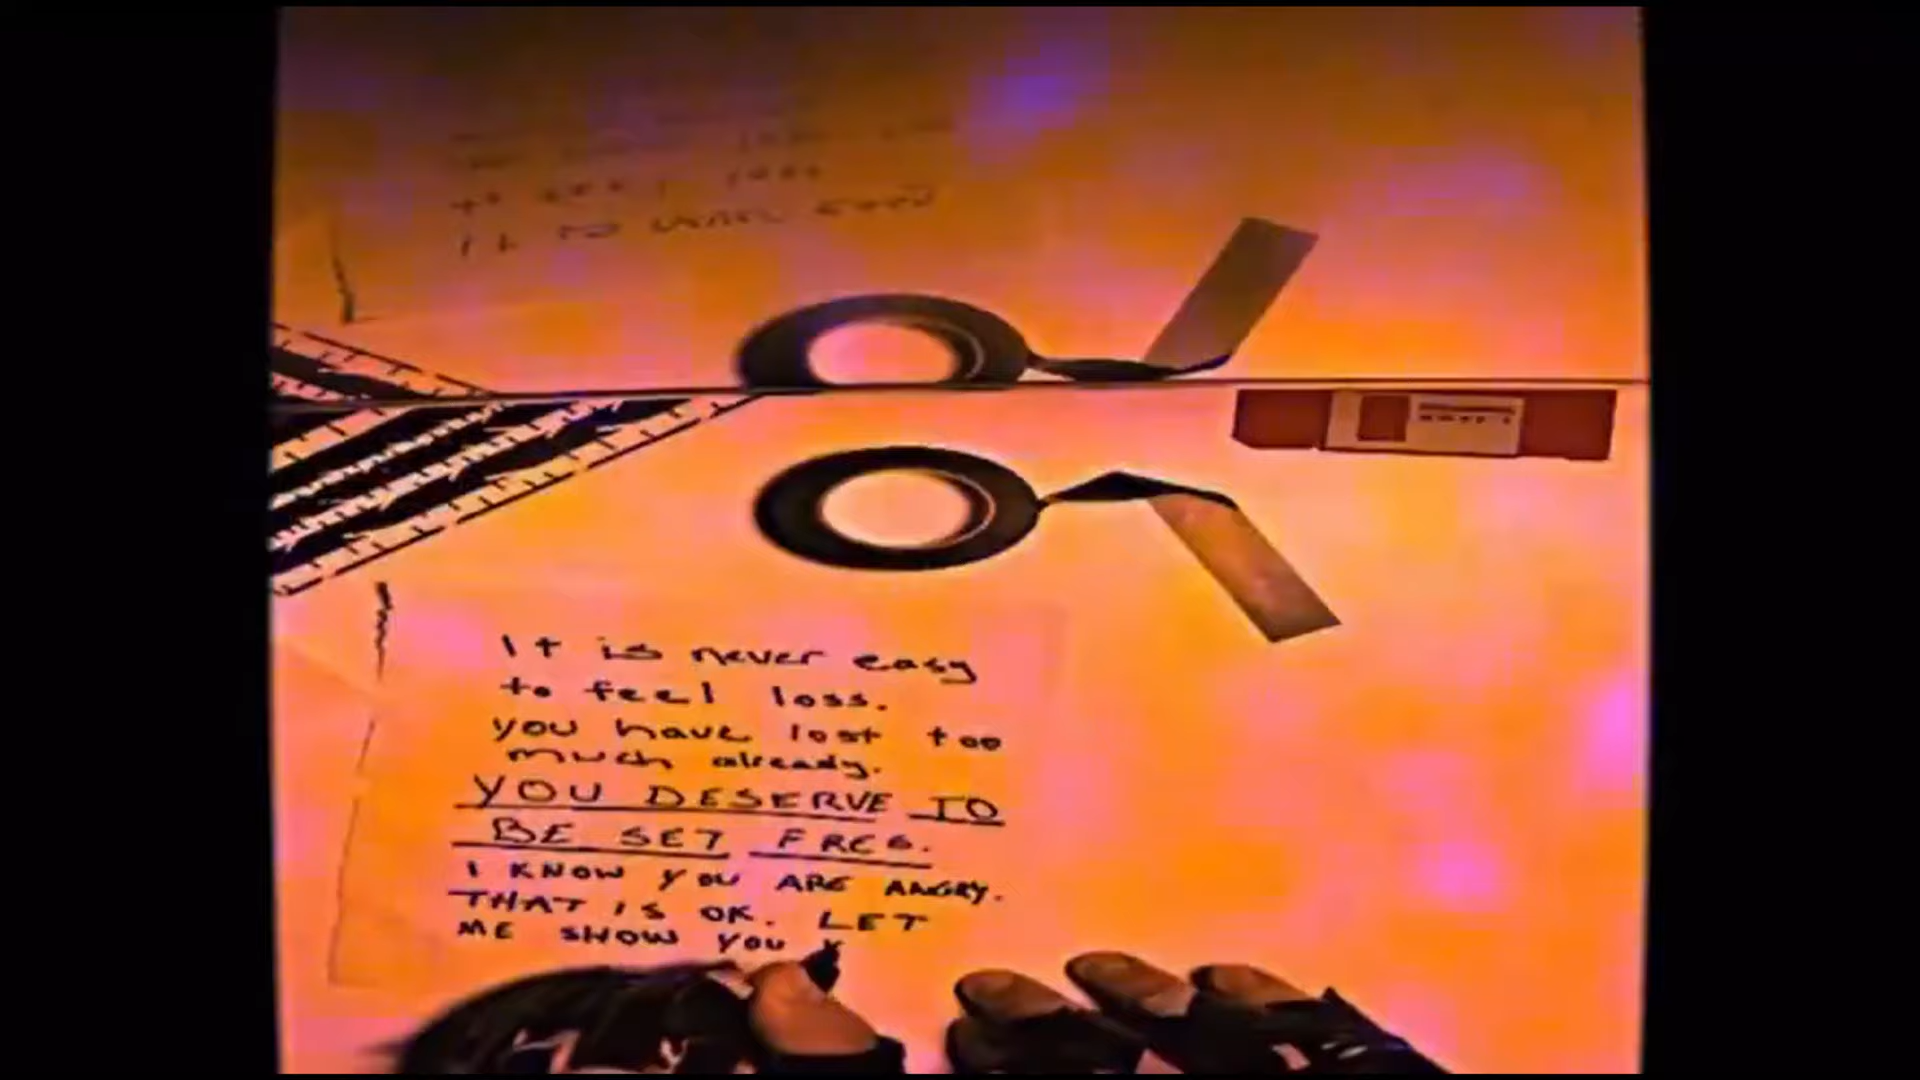 It is never easy
to feel loss.
you have lost too
much already.
YOU DESERVE TO
BE SET FREE.
I KNOW YOU ARE ANGRY.
THAT IS OK. LET
ME SHOW YOU